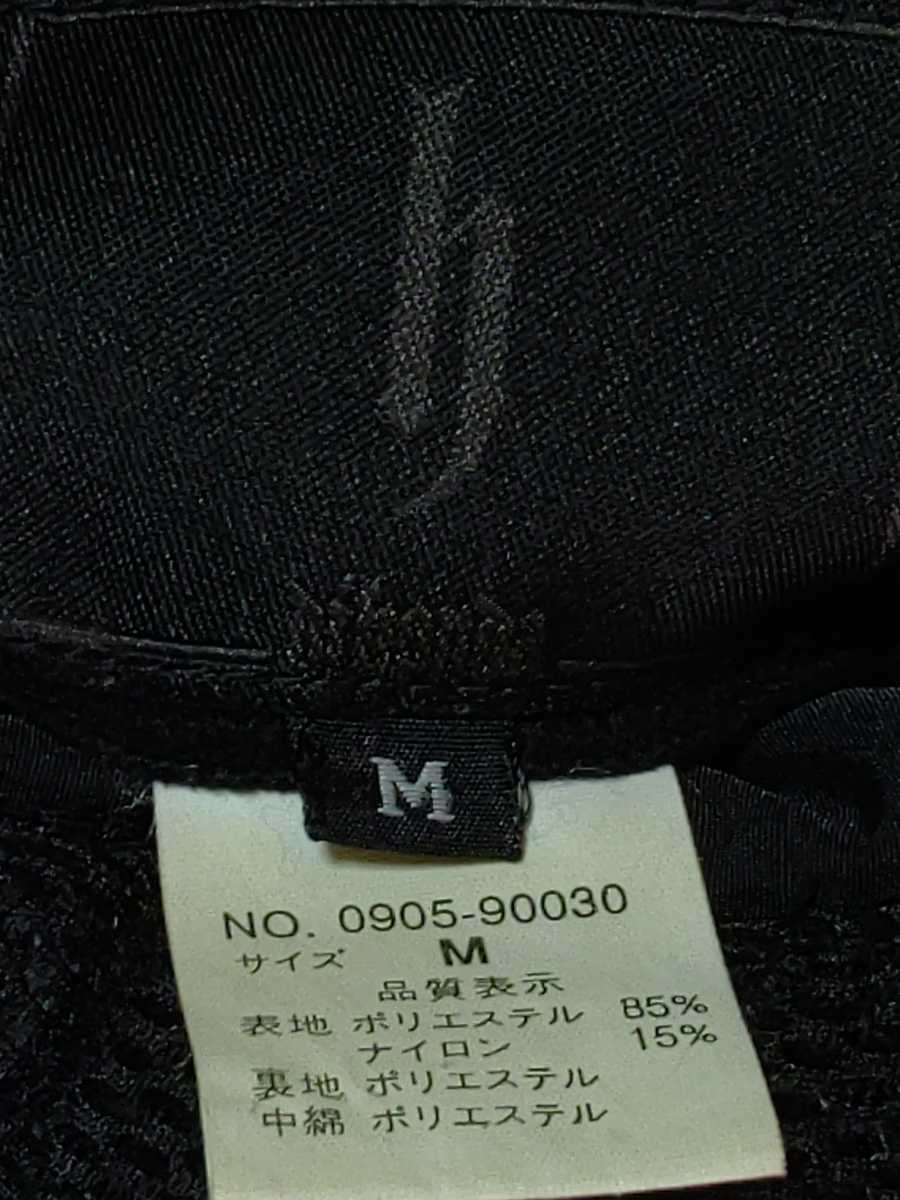 M
NO. 0905-90030
サイズ M
品質表示
表地 ポリエステル 85%
ナイロン 15%
裏地 ポリエステル
中綿 ポリエステル